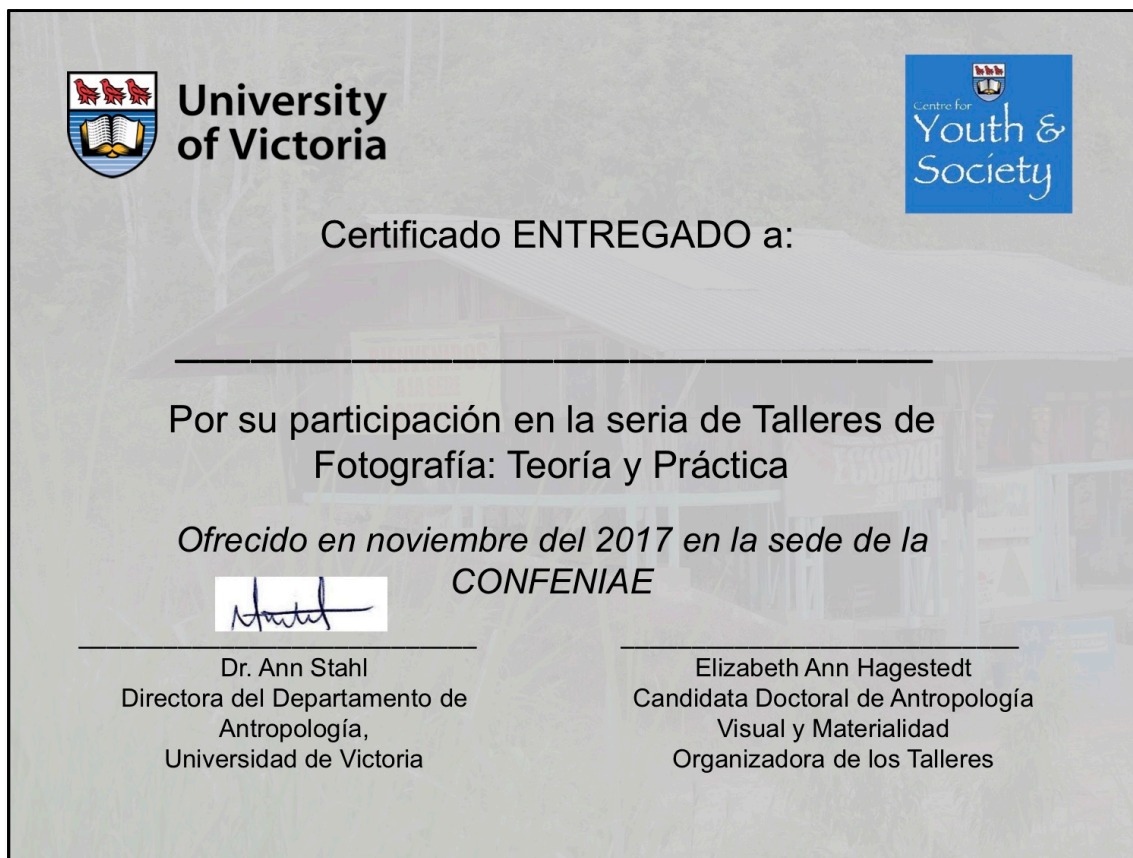 University
of Victoria
Centre for
Youth &
Society
Certificado ENTREGADO a:
BIENVENIDOS
Por su participación en la seria de Talleres de
Fotografía: Teoría y Práctica
ECUADOR
Ofrecido en noviembre del 2017 en la sede de la
CONFENIAE
Dr. Ann Stahl
Directora del Departamento de
Antropología,
Universidad de Victoria
Elizabeth Ann Hagestedt
Candidata Doctoral de Antropología
Visual y Materialidad
Organizadora de los Talleres